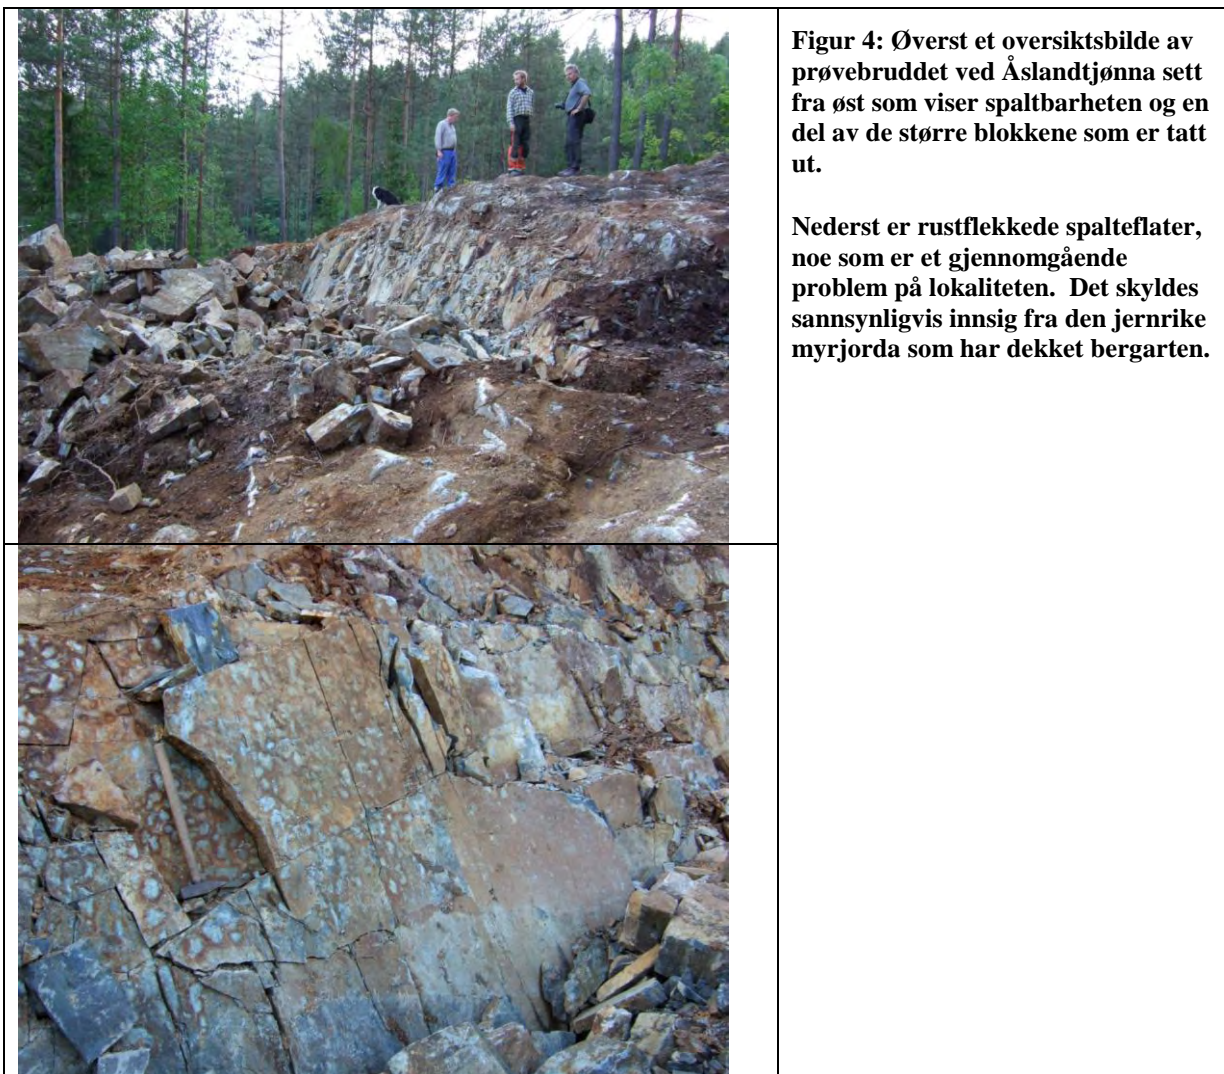 Figur 4: Øverst et oversiktsbilde av
prøvebruddet ved Åslandtjønna sett
fra øst som viser spaltbarheten og en
del av de større blokkene som er tatt
ut.
Nederst er rustflekkede spalteflater,
noe som er et gjennomgående
problem på lokaliteten.  Det skyldes
sannsynligvis innsig fra den jernrike
myrjorda som har dekket bergarten.